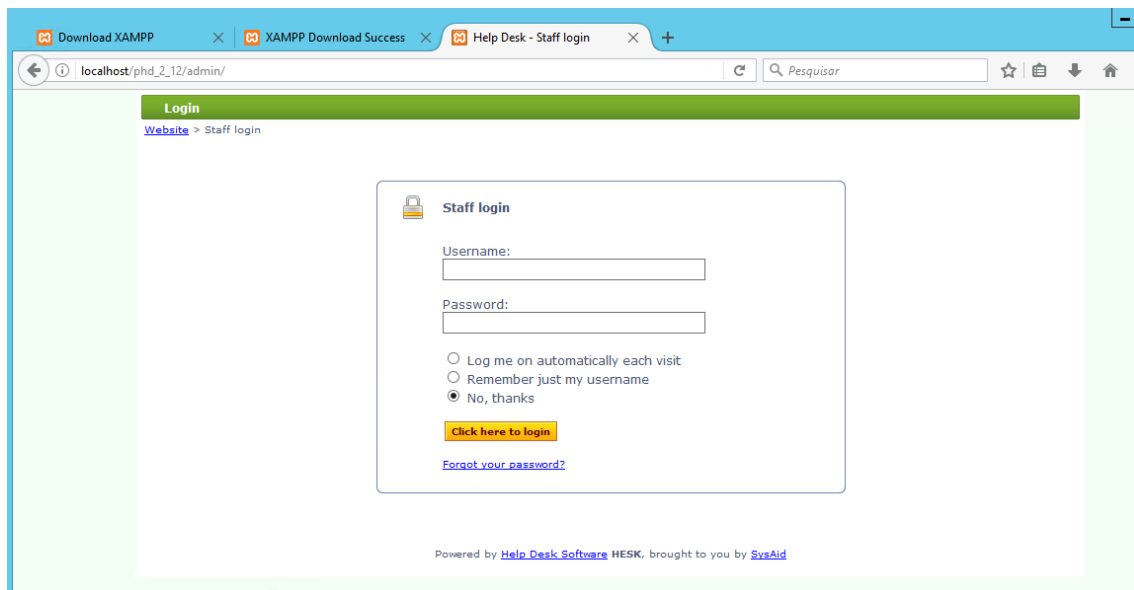 Download XAMPP
XAMPP Download Success
Help Desk - Staff login
localhost/phd_2_12/admin/
Pesquisar
Login
Website > Staff login
Staff login
Username:
Password:
Log me on automatically each visit
Remember just my username
No, thanks
Click here to login
Forgot your password?
Powered by Help Desk Software HESK, brought to you by SysAid